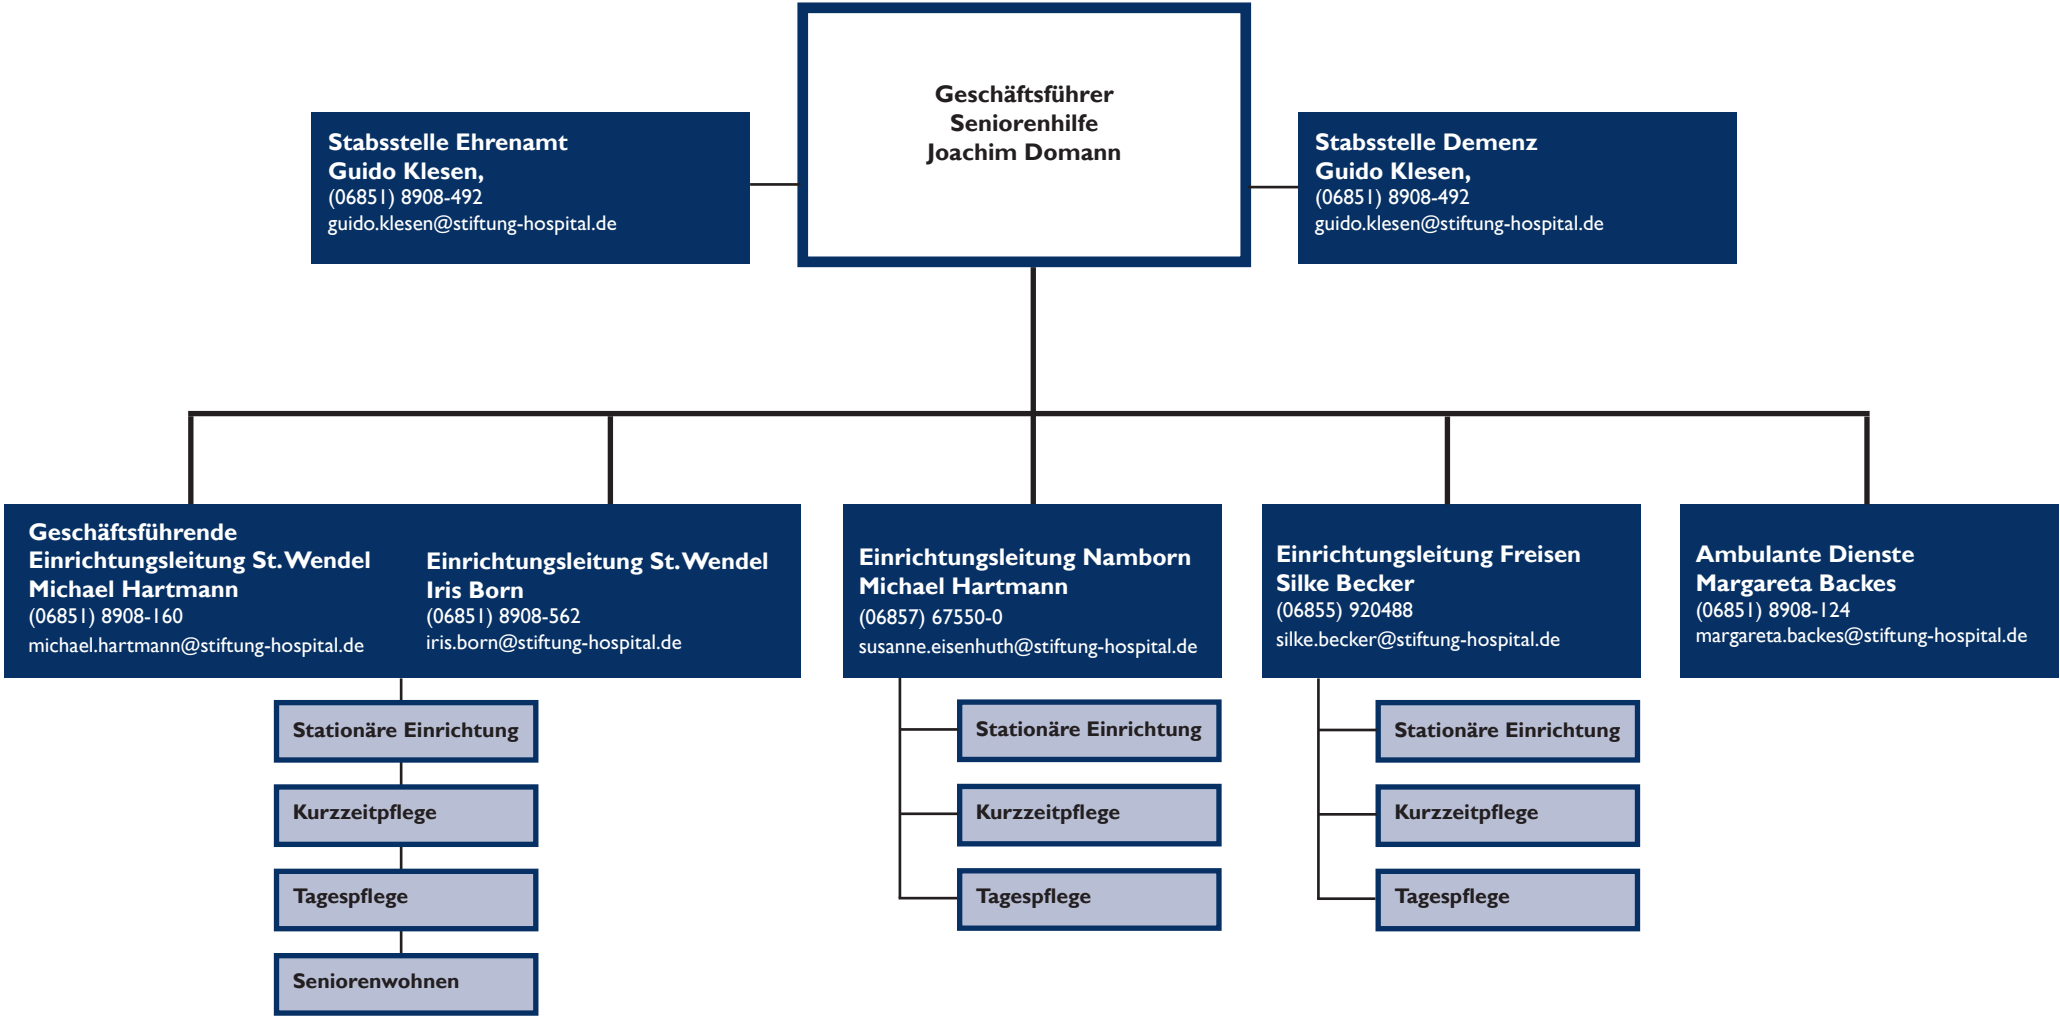 Geschäftsführer
Seniorenhilfe
Joachim Domann
Stabsstelle Ehrenamt
Guido Klesen,
(06851) 8908-492
guido.klesen@stiftung-hospital.de
Stabsstelle Demenz
Guido Klesen,
(06851) 8908-492
guido.klesen@stiftung-hospital.de
Geschäftsführende
Einrichtungsleitung St. Wendel
Michael Hartmann
(06851) 8908-160
michael.hartmann@stiftung-hospital.de
Einrichtungsleitung St. Wendel
Iris Born
(06851) 8908-562
iris.born@stiftung-hospital.de
Einrichtungsleitung Namborn
Michael Hartmann
(06857) 67550-0
susanne.eisenhuth@stiftung-hospital.de
Einrichtungsleitung Freisen
Silke Becker
(06855) 920488
silke.becker@stiftung-hospital.de
Ambulante Dienste
Margareta Backes
(06851) 8908-124
margareta.backes@stiftung-hospital.de
Stationäre Einrichtung
Kurzzeitpflege
Tagespflege
Seniorenwohnen
Stationäre Einrichtung
Kurzzeitpflege
Tagespflege
Stationäre Einrichtung
Kurzzeitpflege
Tagespflege